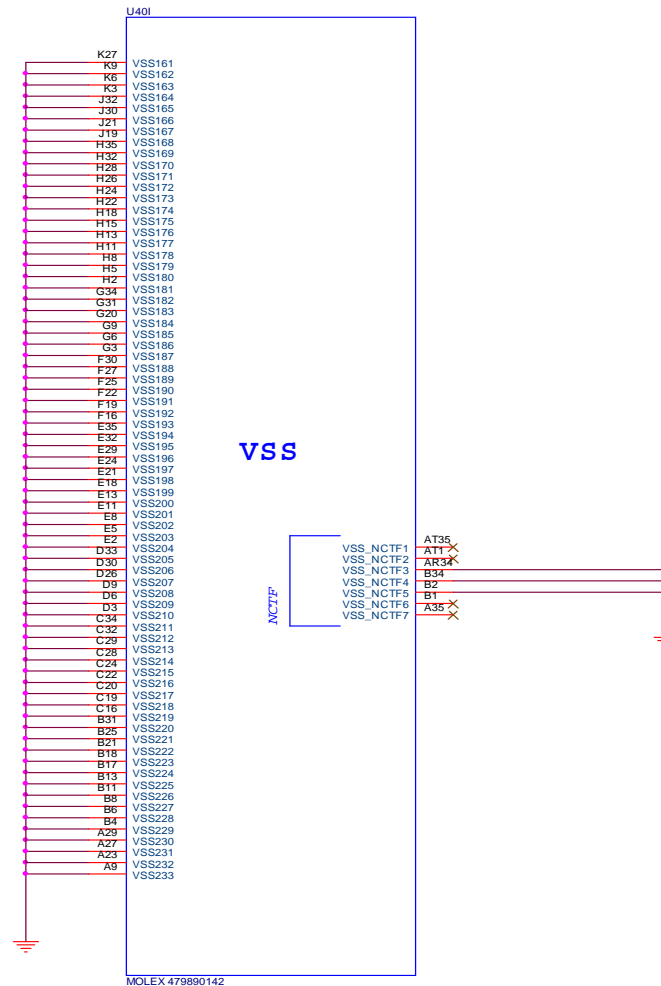 U40I
K27 VSS161
K9 VSS162
K6 VSS163
K3 VSS164
J32 VSS165
J30 VSS166
J21 VSS167
J19 VSS168
H35 VSS169
H32 VSS170
H28 VSS171
H26 VSS172
H24 VSS173
H22 VSS174
H18 VSS175
H15 VSS176
H13 VSS177
H11 VSS178
H8 VSS179
H5 VSS180
H2 VSS181
G34 VSS182
G31 VSS183
G20 VSS184
G9 VSS185
G6 VSS186
G3 VSS187
F30 VSS188
F27 VSS189
F25 VSS190
F22 VSS191
F19 VSS192
F16 VSS193
E35 VSS194
E32 VSS195
E29 VSS196
E24 VSS197
E21 VSS198
E18 VSS199
E13 VSS200
E11 VSS201
E8 VSS202
E5 VSS203
E2 VSS204
D33 VSS205
D30 VSS206
D26 VSS207
D9 VSS208
D6 VSS209
D3 VSS210
C34 VSS211
C32 VSS212
C29 VSS213
C28 VSS214
C24 VSS215
C22 VSS216
C20 VSS217
C19 VSS218
C16 VSS219
B31 VSS220
B25 VSS221
B21 VSS222
B18 VSS223
B17 VSS224
B13 VSS225
B11 VSS226
B8 VSS227
B6 VSS228
B4 VSS229
A29 VSS230
A27 VSS231
A23 VSS232
A9 VSS233
VSS
NCTF
VSS_NCTF1 AT35
VSS_NCTF2 AT1
VSS_NCTF3 AR34
VSS_NCTF4 B34
VSS_NCTF5 B2
VSS_NCTF6 B1
VSS_NCTF7 A35
MOLEX 479890142